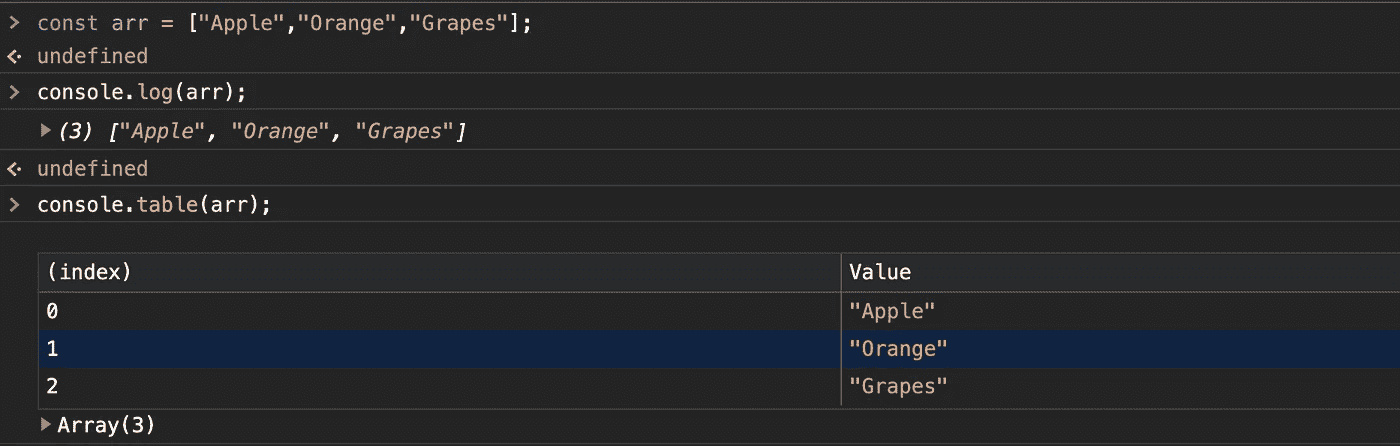 > const arr = ["Apple","Orange","Grapes"];
undefined
> console.log(arr);
(3) ["Apple", "Orange", "Grapes"]
undefined
> console.table(arr);
(index) Value
0 "Apple"
1 "Orange"
2 "Grapes"
Array(3)